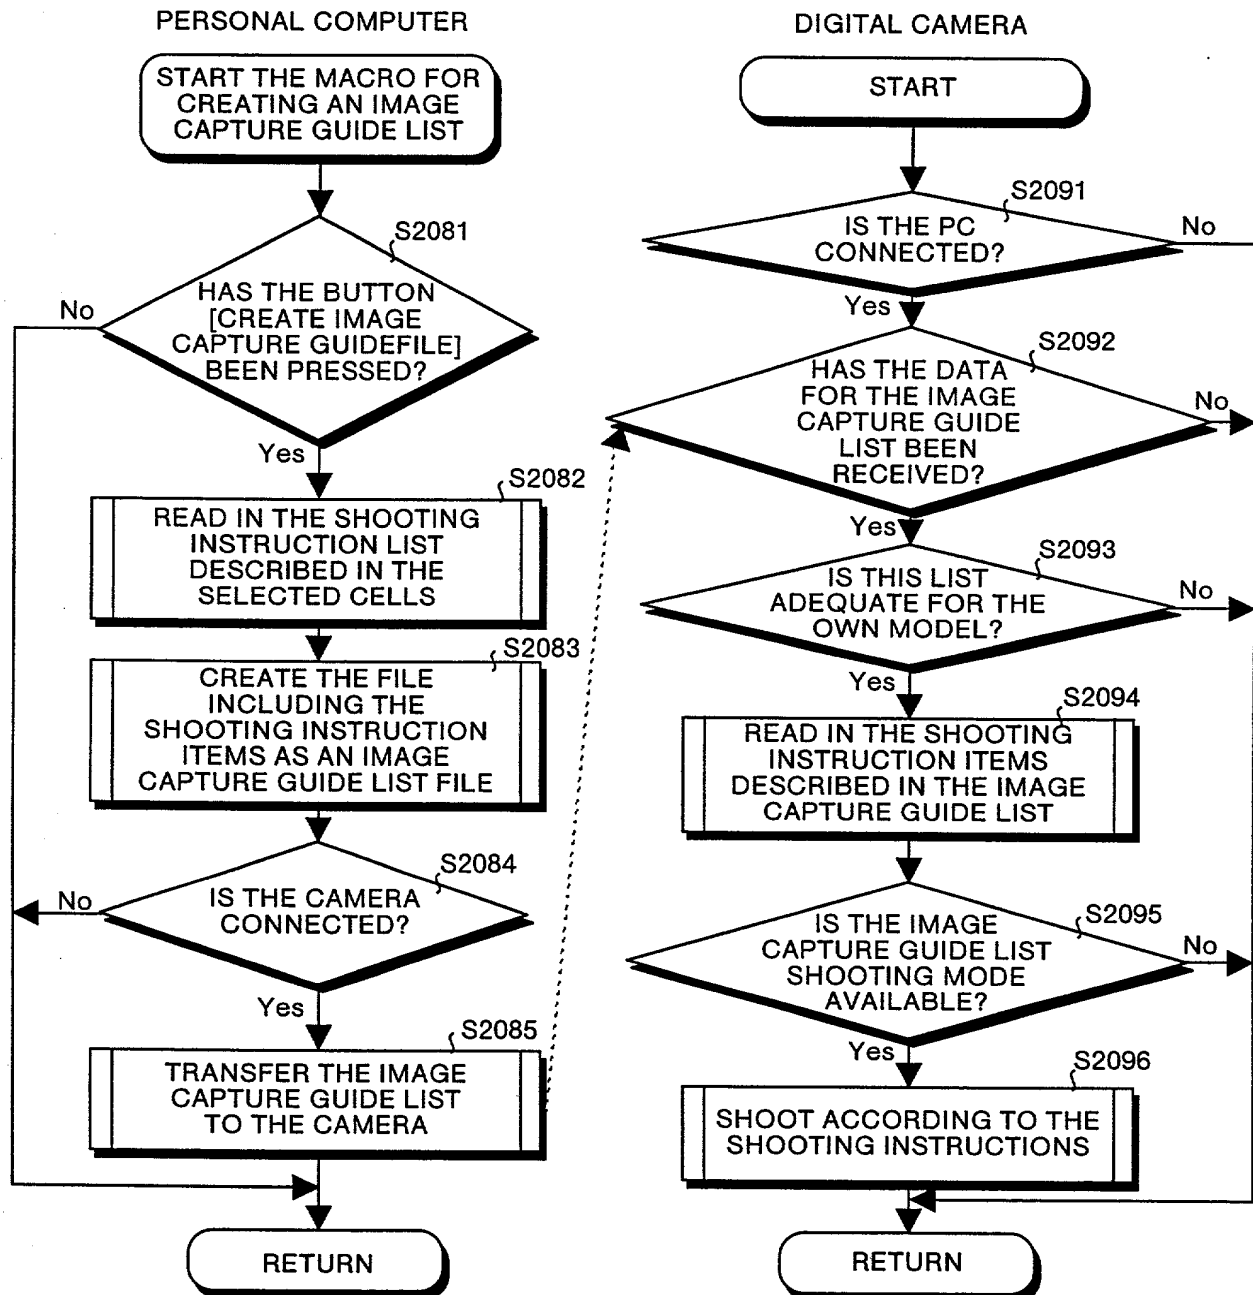 PERSONAL COMPUTER
START THE MACRO FOR
CREATING AN IMAGE
CAPTURE GUIDE LIST
S2081
HAS THE BUTTON
[CREATE IMAGE
CAPTURE GUIDEFILE]
BEEN PRESSED?
No
Yes
S2082
READ IN THE SHOOTING
INSTRUCTION LIST
DESCRIBED IN THE
SELECTED CELLS
S2083
CREATE THE FILE
INCLUDING THE
SHOOTING INSTRUCTION
ITEMS AS AN IMAGE
CAPTURE GUIDE LIST FILE
S2084
IS THE CAMERA
CONNECTED?
No
Yes
S2085
TRANSFER THE IMAGE
CAPTURE GUIDE LIST
TO THE CAMERA
RETURN
DIGITAL CAMERA
START
S2091
IS THE PC
CONNECTED?
No
Yes
S2092
HAS THE DATA
FOR THE IMAGE
CAPTURE GUIDE
LIST BEEN
RECEIVED?
No
Yes
S2093
IS THIS LIST
ADEQUATE FOR THE
OWN MODEL?
No
Yes
S2094
READ IN THE SHOOTING
INSTRUCTION ITEMS
DESCRIBED IN THE IMAGE
CAPTURE GUIDE LIST
S2095
IS THE IMAGE
CAPTURE GUIDE LIST
SHOOTING MODE
AVAILABLE?
No
Yes
S2096
SHOOT ACCORDING TO THE
SHOOTING INSTRUCTIONS
RETURN